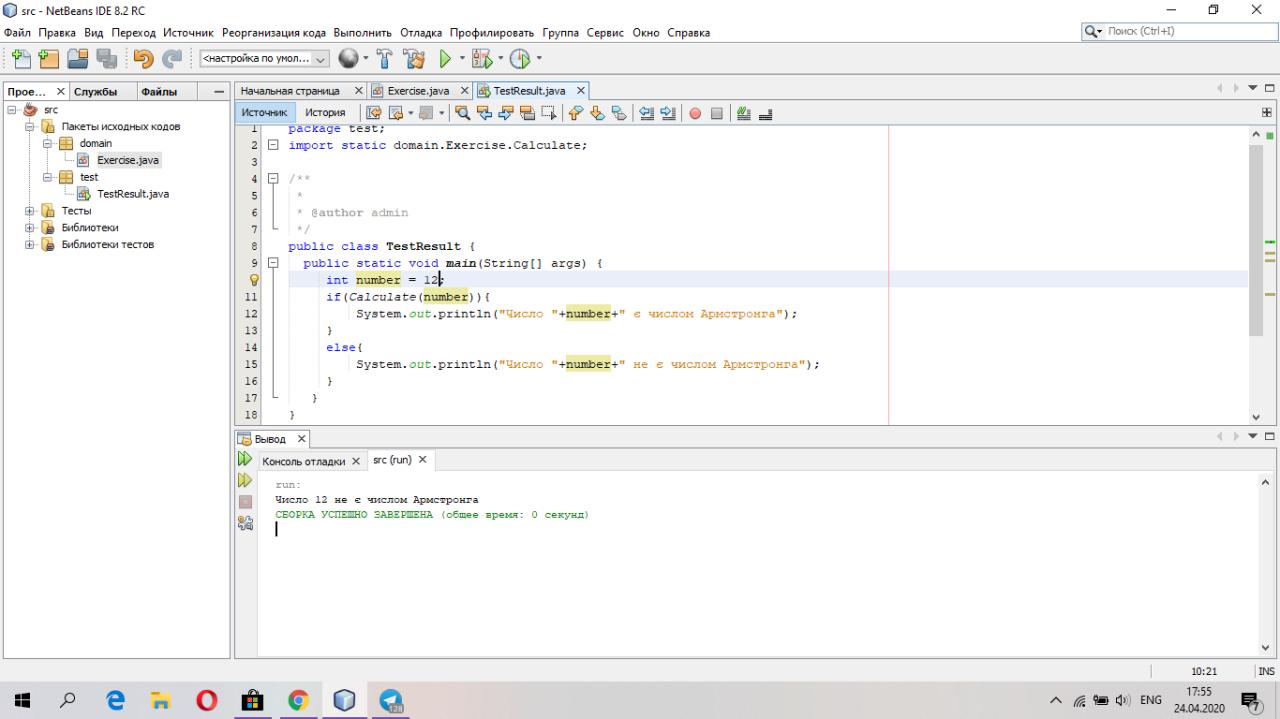 src - NetBeans IDE 8.2 RC
Файл Правка Вид Переход Источник Реорганизация кода Выполнить Отладка Профилировать Группа Сервис Окно Справка
Поиск (Ctrl+I)
<настройка по умол...
Прое... Службы Файлы
src
Пакеты исходных кодов
domain
Exercise.java
test
TestResult.java
Тесты
Библиотеки
Библиотеки тестов
Начальная страница Exercise.java TestResult.java
Источник История
1 package test;
2 import static domain.Exercise.Calculate;
3
4 /**
5 *
6 * @author admin
7 */
8 public class TestResult {
9 public static void main(String[] args) {
int number = 12;
11 if(Calculate(number)){
12 System.out.println("Число "+number+" є числом Армстронга");
13 }
14 else{
15 System.out.println("Число "+number+" не є числом Армстронга");
16 }
17 }
18 }
Вывод
Консоль отладки src (run)
run:
Число 12 не є числом Армстронга
СБОРКА УСПЕШНО ЗАВЕРШЕНА (общее время: 0 секунд)
10:21 INS
128
ENG
17:55
24.04.2020
7